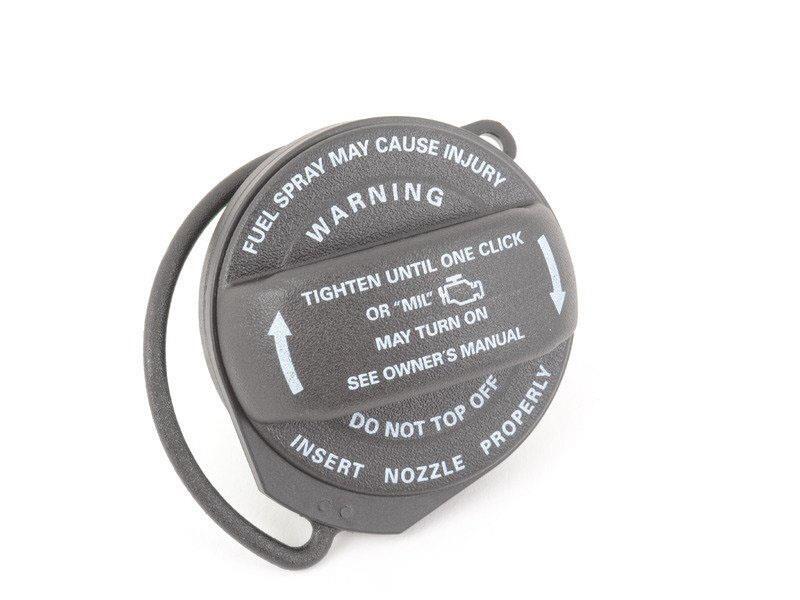 FUEL SPRAY MAY CAUSE INJURY
WARNING
TIGHTEN UNTIL ONE CLICK
OR "MIL"
MAY TURN ON
SEE OWNER'S MANUAL
DO NOT TOP OFF
INSERT NOZZLE PROPERLY